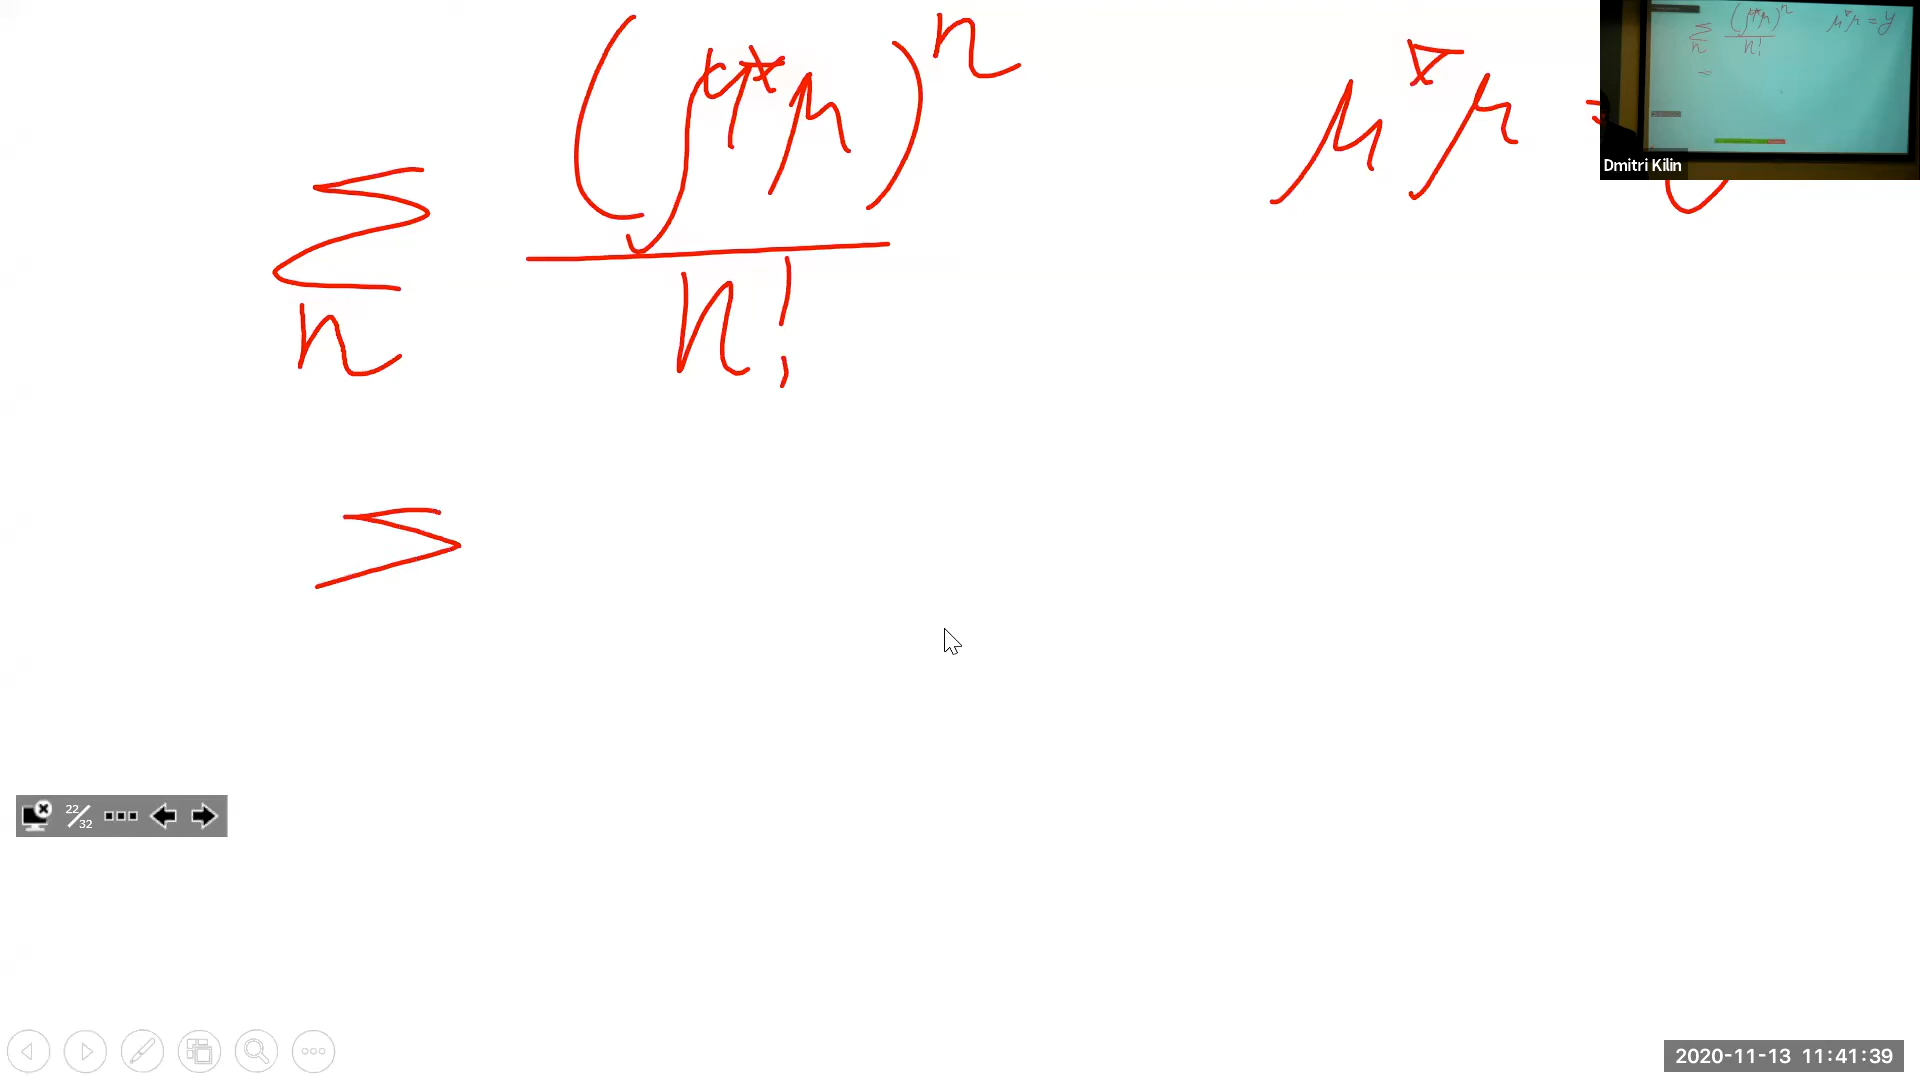 ∑ₙ (∫μ*μ)ⁿ / n!
μ*μ =
Dmitri Kilin
22/32
2020-11-13 11:41:39